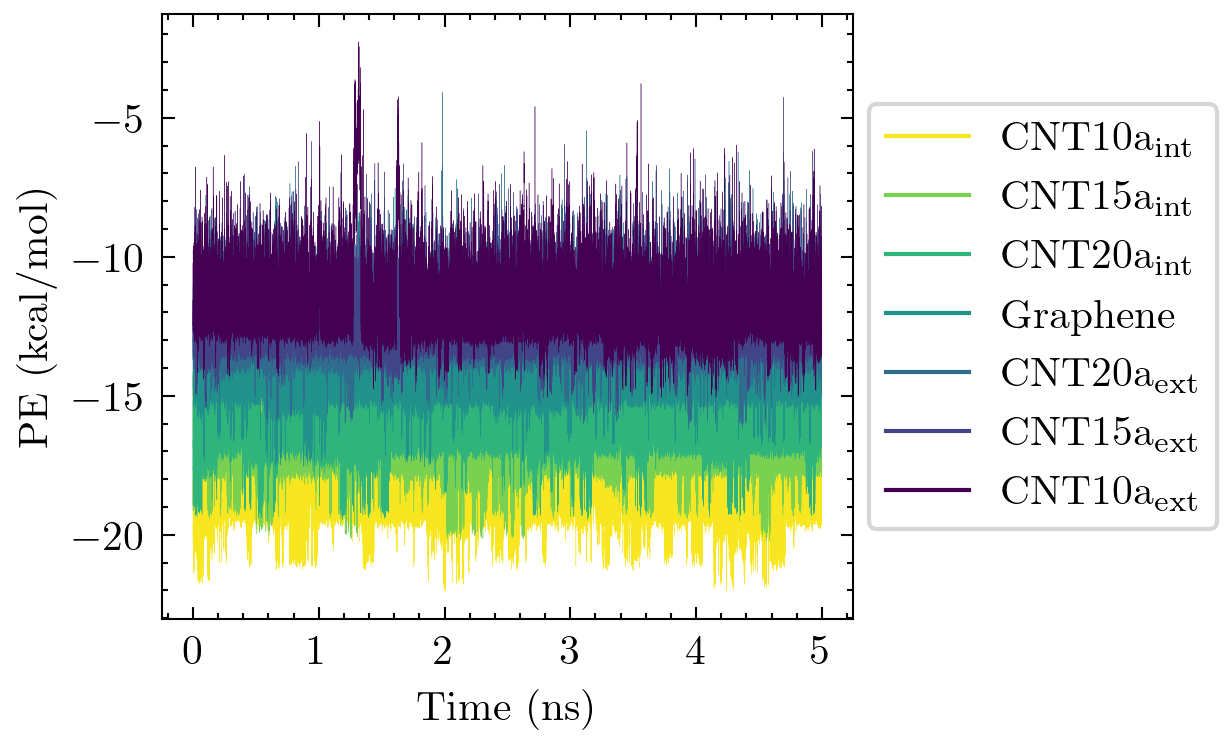 PE (kcal/mol)
−5
−10
−15
−20
0 1 2 3 4 5
Time (ns)
CNT10a_int
CNT15a_int
CNT20a_int
Graphene
CNT20a_ext
CNT15a_ext
CNT10a_ext